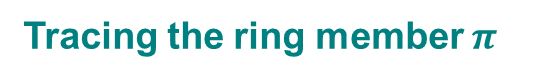 Tracing the ring member π